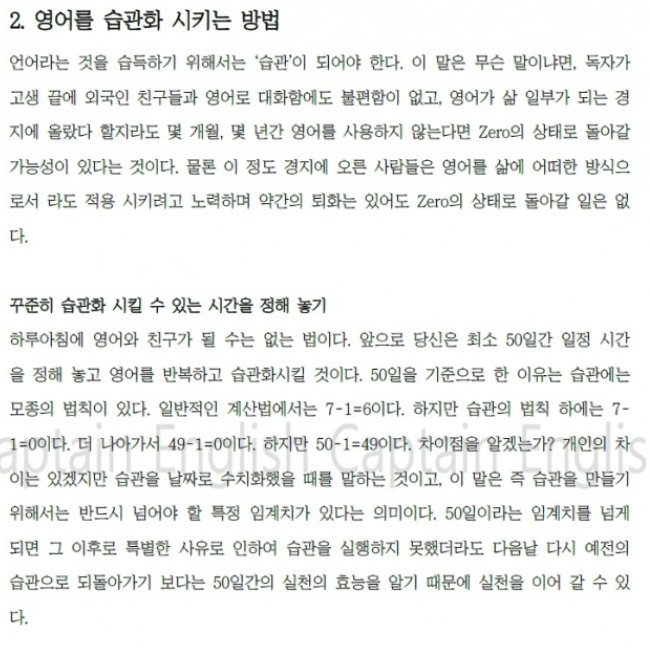 2. 영어를 습관화 시키는 방법
언어라는 것을 습득하기 위해서는 ‘습관’이 되어야 한다. 이 말은 무슨 말이냐면, 독자가
고생 끝에 외국인 친구들과 영어로 대화함에도 불편함이 없고, 영어가 삶 일부가 되는 경
지에 올랐다 할지라도 몇 개월, 몇 년간 영어를 사용하지 않는다면 Zero의 상태로 돌아갈
가능성이 있다는 것이다. 물론 이 정도 경지에 오른 사람들은 영어를 삶에 어떠한 방식으
로서 라도 적용 시키려고 노력하며 약간의 퇴화는 있어도 Zero의 상태로 돌아갈 일은 없
다.
꾸준히 습관화 시킬 수 있는 시간을 정해 놓기
하루아침에 영어와 친구가 될 수는 없는 법이다. 앞으로 당신은 최소 50일간 일정 시간
을 정해 놓고 영어를 반복하고 습관화시킬 것이다. 50일을 기준으로 한 이유는 습관에는
모종의 법칙이 있다. 일반적인 계산법에서는 7-1=6이다. 하지만 습관의 법칙 하에는 7-
1=0이다. 더 나아가서 49-1=0이다. 하지만 50-1=49이다. 차이점을 알겠는가? 개인의 차
이는 있겠지만 습관을 날짜로 수치화했을 때를 말하는 것이고, 이 말은 즉 습관을 만들기
위해서는 반드시 넘어야 할 특정 임계치가 있다는 의미이다. 50일이라는 임계치를 넘게
되면 그 이후로 특별한 사유로 인하여 습관을 실행하지 못했더라도 다음날 다시 예전의
습관으로 되돌아가기 보다는 50일간의 실천의 효능을 알기 때문에 실천을 이어 갈 수 있
다.
aptain English Captain Englis